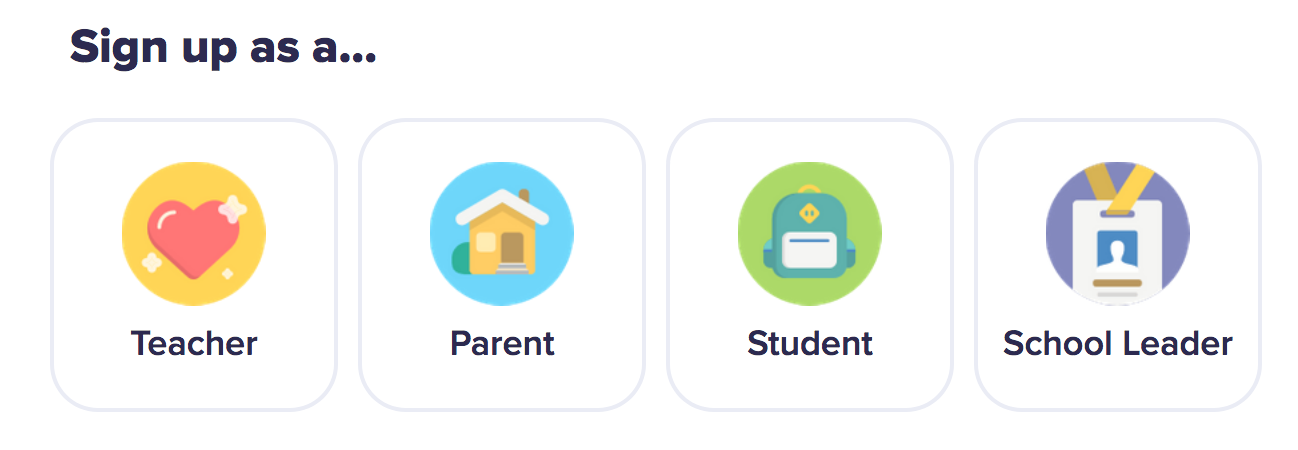 Sign up as a...
Teacher
Parent
Student
School Leader